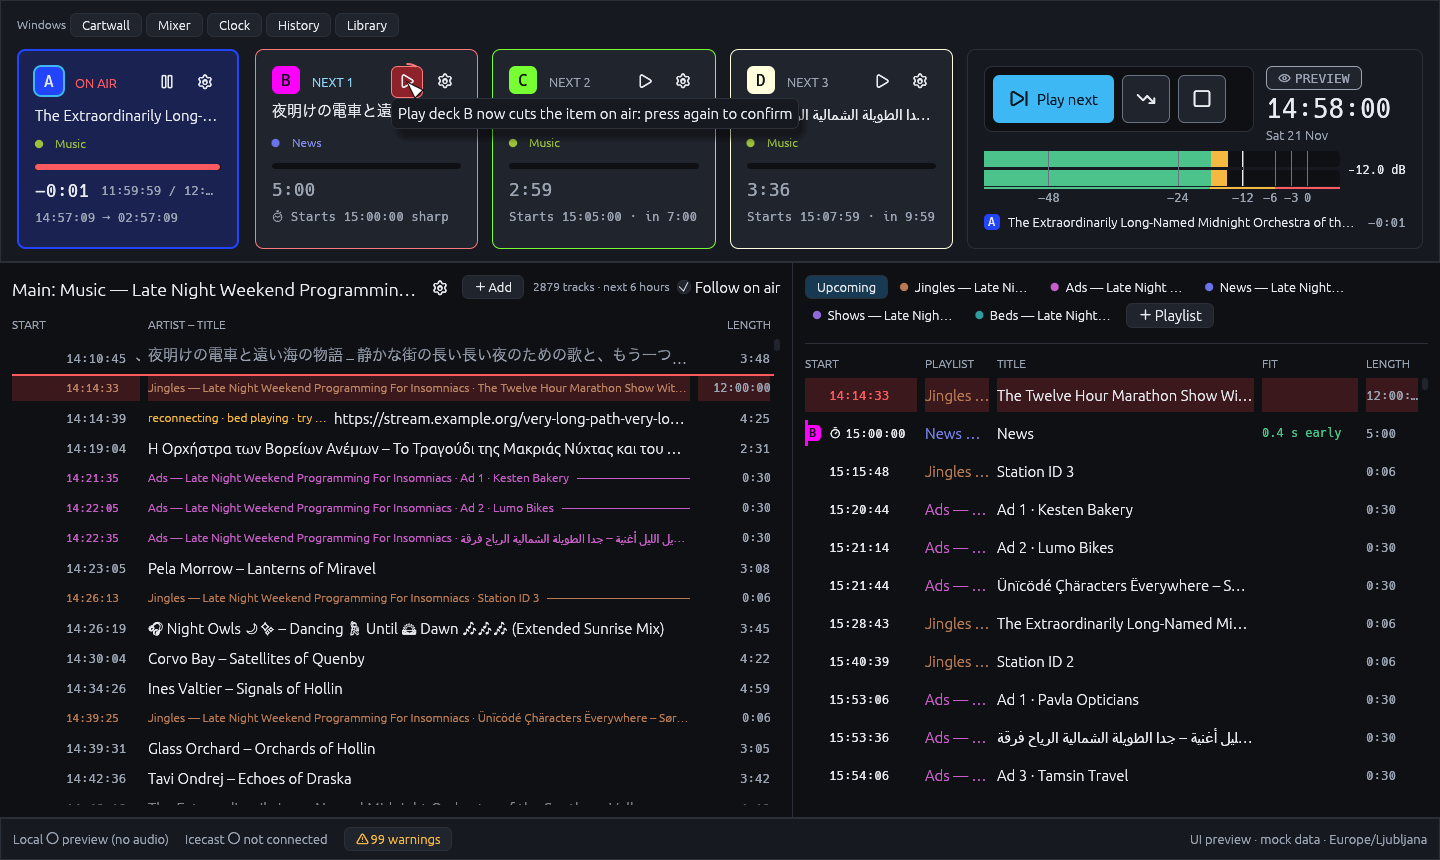 Windows Cartwall Mixer Clock History Library
A ON AIR
The Extraordinarily Long-…
Music
−0:01 11:59:59 / 12:…
14:57:09 → 02:57:09
B NEXT 1
夜明けの電車と遠
News
5:00
Starts 15:00:00 sharp
Play deck B now cuts the item on air: press again to confirm
C NEXT 2
Music
2:59
Starts 15:05:00 · in 7:00
D NEXT 3
جدا الطويلة الشمالية ال…
Music
3:36
Starts 15:07:59 · in 9:59
Play next
PREVIEW
14:58:00
Sat 21 Nov
-12.0 dB
−48 −24 −12 −6 −3 0
A The Extraordinarily Long-Named Midnight Orchestra of th… −0:01
Main: Music — Late Night Weekend Programmin… + Add 2879 tracks · next 6 hours Follow on air
START ARTIST – TITLE LENGTH
14:10:45 夜明けの電車と遠い海の物語 – 静かな街の長い長い夜のための歌と、もう一つ… 3:48
14:14:33 Jingles — Late Night Weekend Programming For Insomniacs · The Twelve Hour Marathon Show Wit… 12:00:00
14:14:39 reconnecting · bed playing · try … https://stream.example.org/very-long-path-very-lo… 4:25
14:19:04 Η Ορχήστρα των Βορείων Ανέμων – Το Τραγούδι της Μακριάς Νύχτας και του … 2:31
14:21:35 Ads — Late Night Weekend Programming For Insomniacs · Ad 1 · Kesten Bakery 0:30
14:22:05 Ads — Late Night Weekend Programming For Insomniacs · Ad 2 · Lumo Bikes 0:30
14:22:35 Ads — Late Night Weekend Programming For Insomniacs · فرقة الرياح الشمالية الطويلة جدا – أغنية الليل …يل 0:30
14:23:05 Pela Morrow – Lanterns of Miravel 3:08
14:26:13 Jingles — Late Night Weekend Programming For Insomniacs · Station ID 3 0:06
14:26:19 🎧 Night Owls 🌙✨ – Dancing 💃 Until 🌅 Dawn 🎶🎶🎶 (Extended Sunrise Mix) 3:45
14:30:04 Corvo Bay – Satellites of Quenby 4:22
14:34:26 Ines Valtier – Signals of Hollin 4:59
14:39:25 Jingles — Late Night Weekend Programming For Insomniacs · Ünïcödé Çhäracters Ëverywhere – Sør… 0:06
14:39:31 Glass Orchard – Orchards of Hollin 3:05
14:42:36 Tavi Ondrej – Echoes of Draska 3:42
Upcoming Jingles — Late Ni… Ads — Late Night … News — Late Night…
Shows — Late Nigh… Beds — Late Night… + Playlist
START PLAYLIST TITLE FIT LENGTH
14:14:33 Jingles … The Twelve Hour Marathon Show Wi… 12:00:…
B 15:00:00 News … News 0.4 s early 5:00
15:15:48 Jingles … Station ID 3 0:06
15:20:44 Ads — … Ad 1 · Kesten Bakery 0:30
15:21:14 Ads — … Ad 2 · Lumo Bikes 0:30
15:21:44 Ads — … Ünïcödé Çhäracters Ëverywhere – S… 0:30
15:28:43 Jingles … The Extraordinarily Long-Named Mi… 0:06
15:40:39 Jingles … Station ID 2 0:06
15:53:06 Ads — … Ad 1 · Pavla Opticians 0:30
15:53:36 Ads — … فرقة الرياح الشمالية الطويلة جدا – أغنية لليل… 0:30
15:54:06 Ads — … Ad 3 · Tamsin Travel 0:30
Local preview (no audio) Icecast not connected 99 warnings UI preview · mock data · Europe/Ljubljana